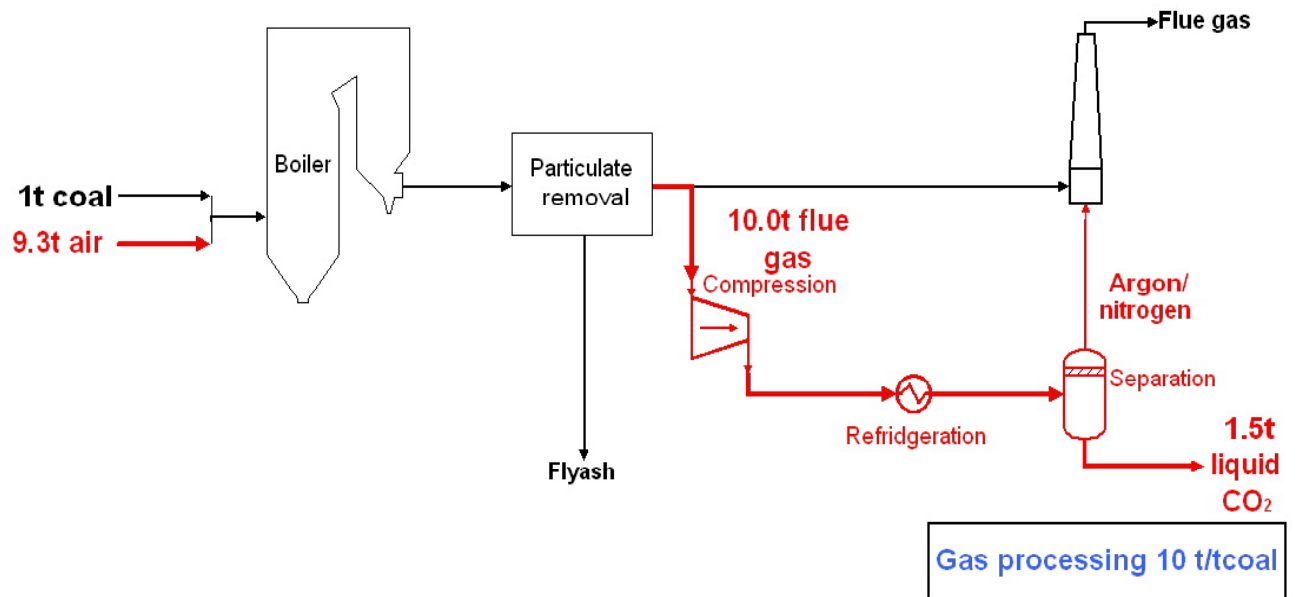 Flue gas
Boiler
Particulate
removal
1t coal
9.3t air
10.0t flue
gas
Compression
Argon/
nitrogen
Separation
Refridgeration
1.5t
liquid
CO₂
Flyash
Gas processing 10 t/tcoal